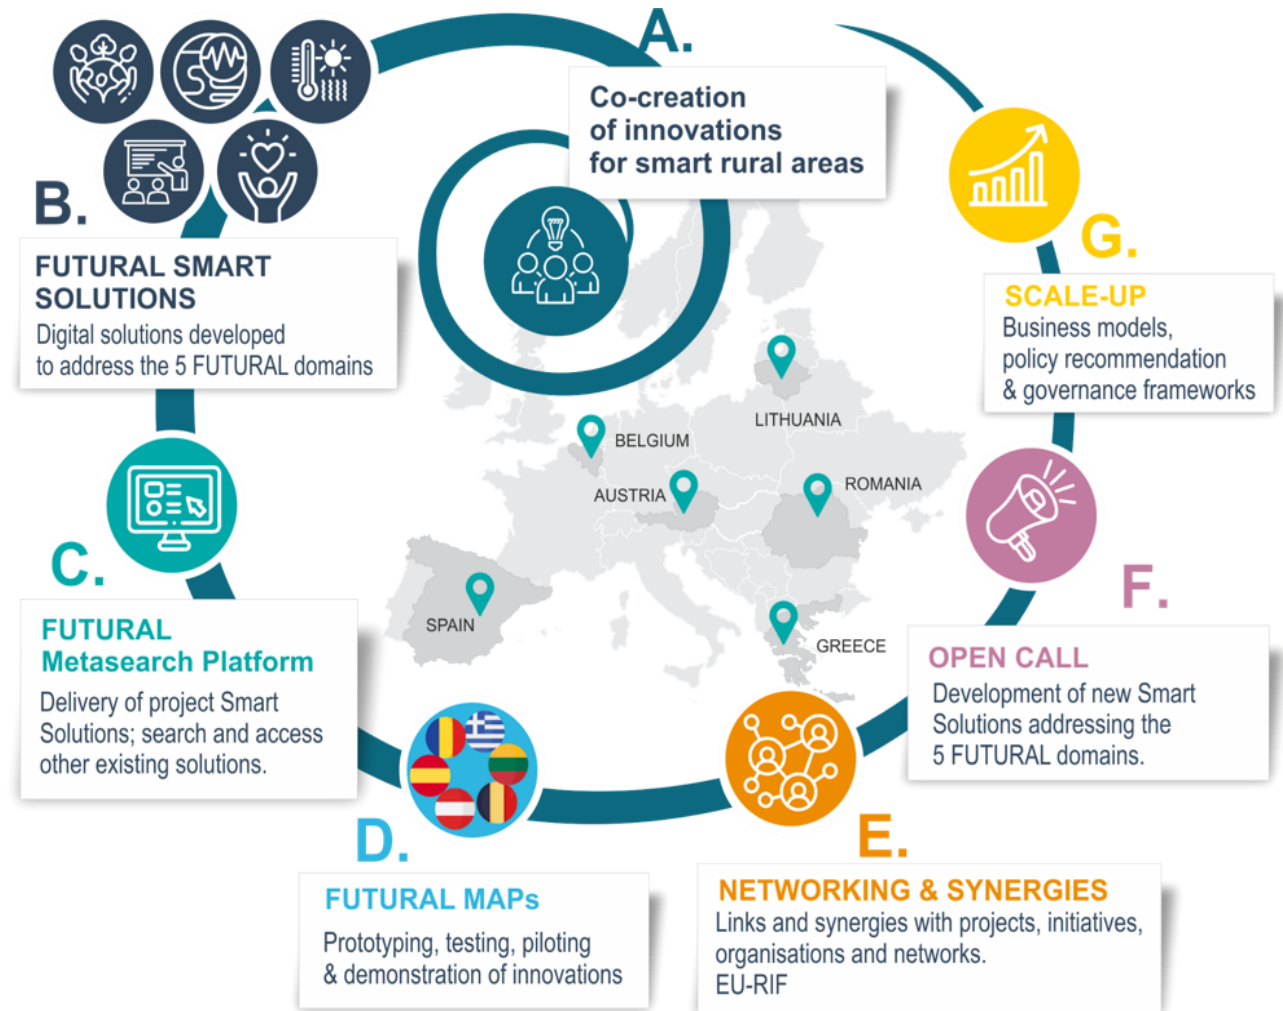 A.
Co-creation
of innovations
for smart rural areas
B.
FUTURAL SMART
SOLUTIONS
Digital solutions developed
to address the 5 FUTURAL domains
C.
FUTURAL
Metasearch Platform
Delivery of project Smart
Solutions; search and access
other existing solutions.
D.
FUTURAL MAPs
Prototyping, testing, piloting
& demonstration of innovations
E.
NETWORKING & SYNERGIES
Links and synergies with projects, initiatives,
organisations and networks.
EU-RIF
F.
OPEN CALL
Development of new Smart
Solutions addressing the
5 FUTURAL domains.
G.
SCALE-UP
Business models,
policy recommendation
& governance frameworks
LITHUANIA
BELGIUM
AUSTRIA
ROMANIA
SPAIN
GREECE